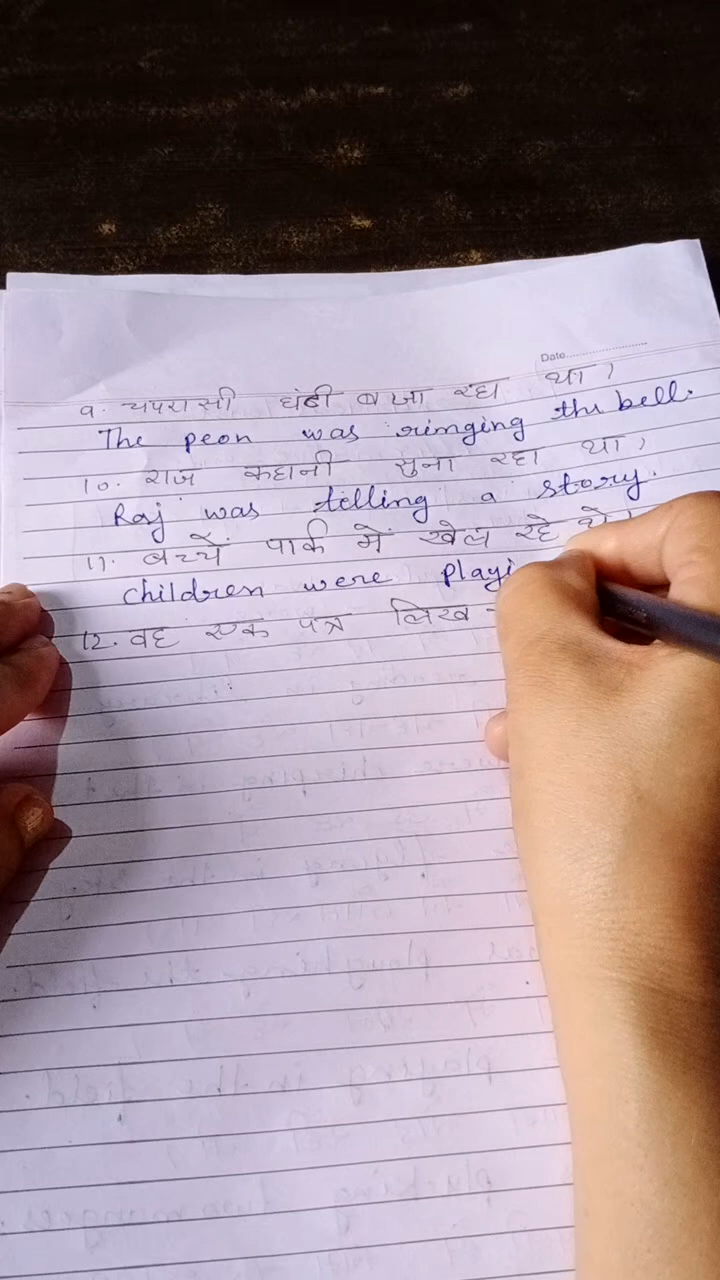 Date....................
9. चपरासी घंटी बजा रहा था।
The peon was ringing the bell.
10. राज कहानी सुना रहा था।
Raj was telling a story.
11. बच्चें पार्क में खेल रहे थे।
children were playi
12. वह एक पत्र लिख